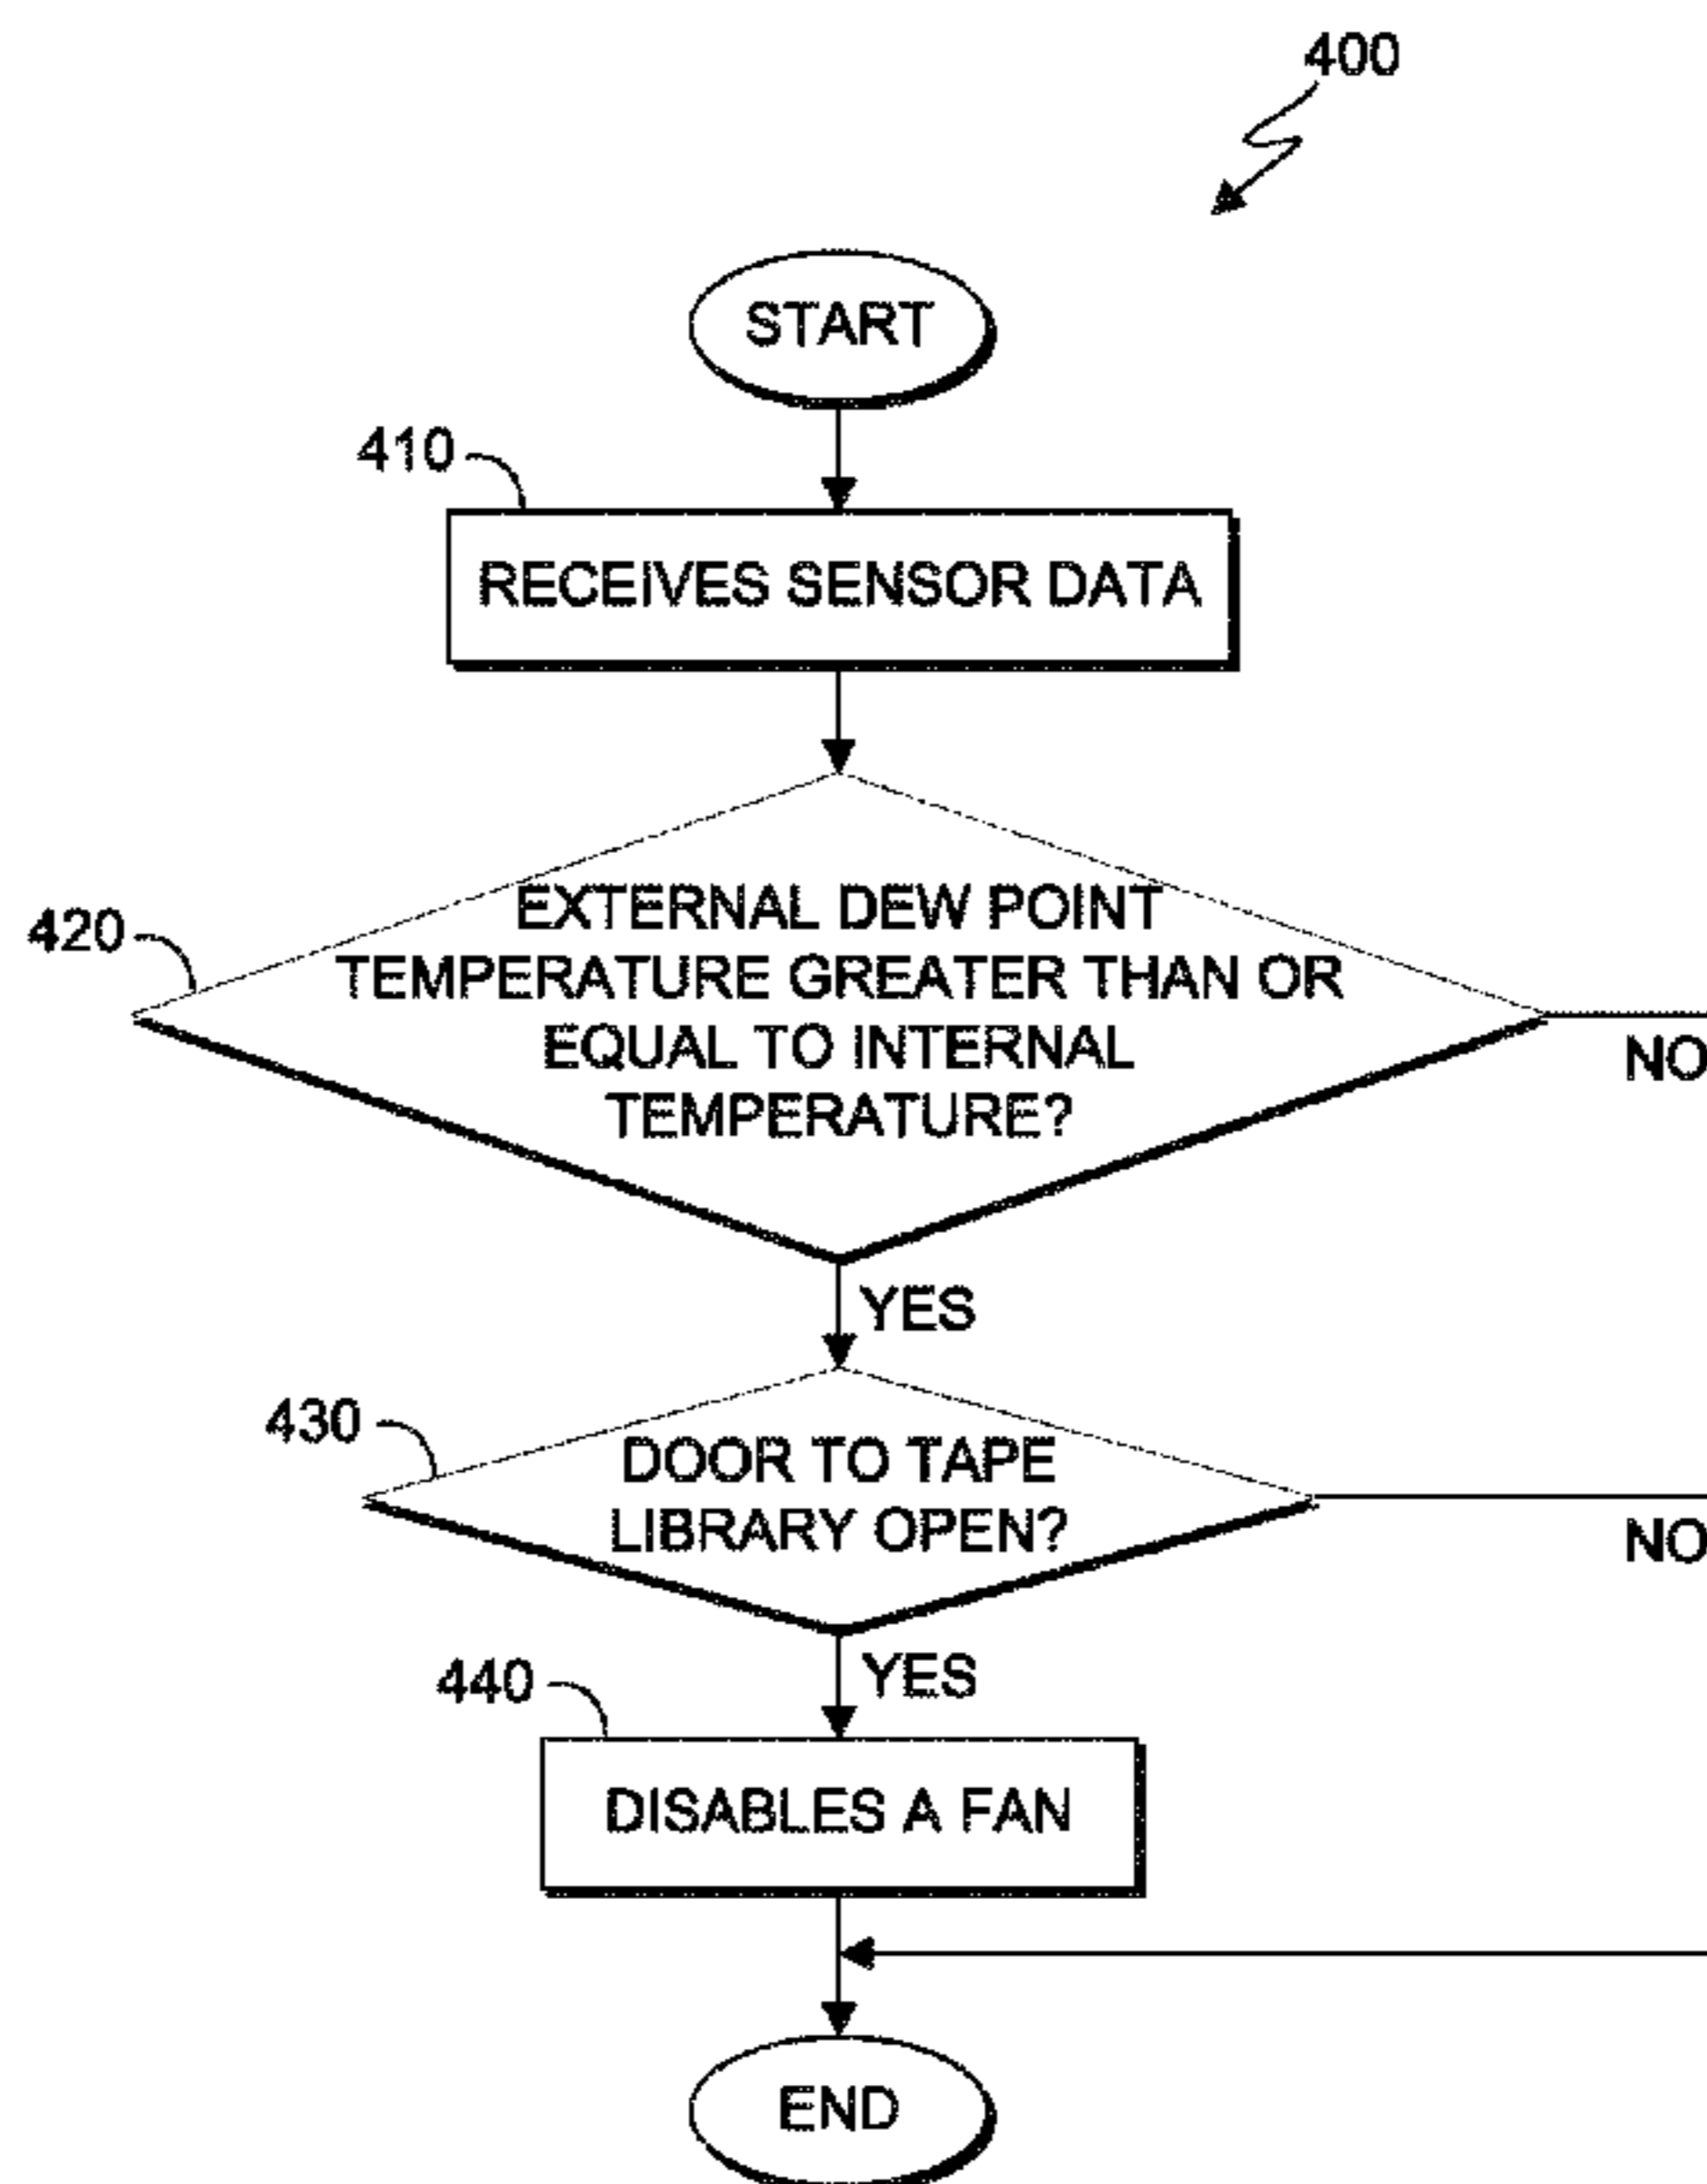 400
START
410
RECEIVES SENSOR DATA
420
EXTERNAL DEW POINT
TEMPERATURE GREATER THAN OR
EQUAL TO INTERNAL
TEMPERATURE?
NO
YES
430
DOOR TO TAPE
LIBRARY OPEN?
NO
YES
440
DISABLES A FAN
END